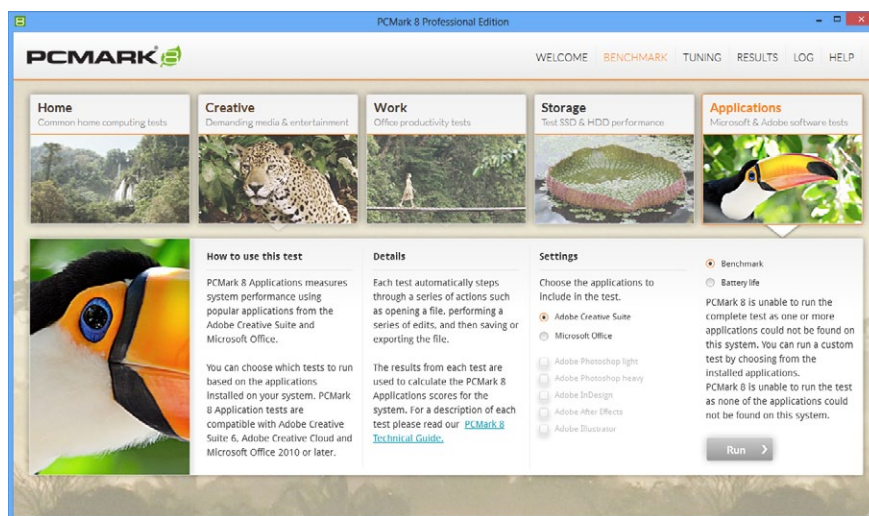 PCMark 8 Professional Edition
PCMARK 8
WELCOME BENCHMARK TUNING RESULTS LOG HELP
Home
Common home computing tests
Creative
Demanding media & entertainment
Work
Office productivity tests
Storage
Test SSD & HDD performance
Applications
Microsoft & Adobe software tests
How to use this test
PCMark 8 Applications measures
system performance using
popular applications from the
Adobe Creative Suite and
Microsoft Office.
You can choose which tests to run
based on the applications
installed on your system. PCMark
8 Application tests are
compatible with Adobe Creative
Suite 6, Adobe Creative Cloud and
Microsoft Office 2010 or later.
Details
Each test automatically steps
through a series of actions such
as opening a file, performing a
series of edits, and then saving or
exporting the file.
The results from each test are
used to calculate the PCMark 8
Applications scores for the
system. For a description of each
test please read our PCMark 8
Technical Guide.
Settings
Choose the applications to
include in the test.
Adobe Creative Suite
Microsoft Office
Adobe Photoshop light
Adobe Photoshop heavy
Adobe InDesign
Adobe After Effects
Adobe Illustrator
Benchmark
Battery life
PCMark 8 is unable to run the
complete test as one or more
applications could not be found on
this system. You can run a custom
test by choosing from the
installed applications.
PCMark 8 is unable to run the test
as none of the applications could
not be found on this system.
Run